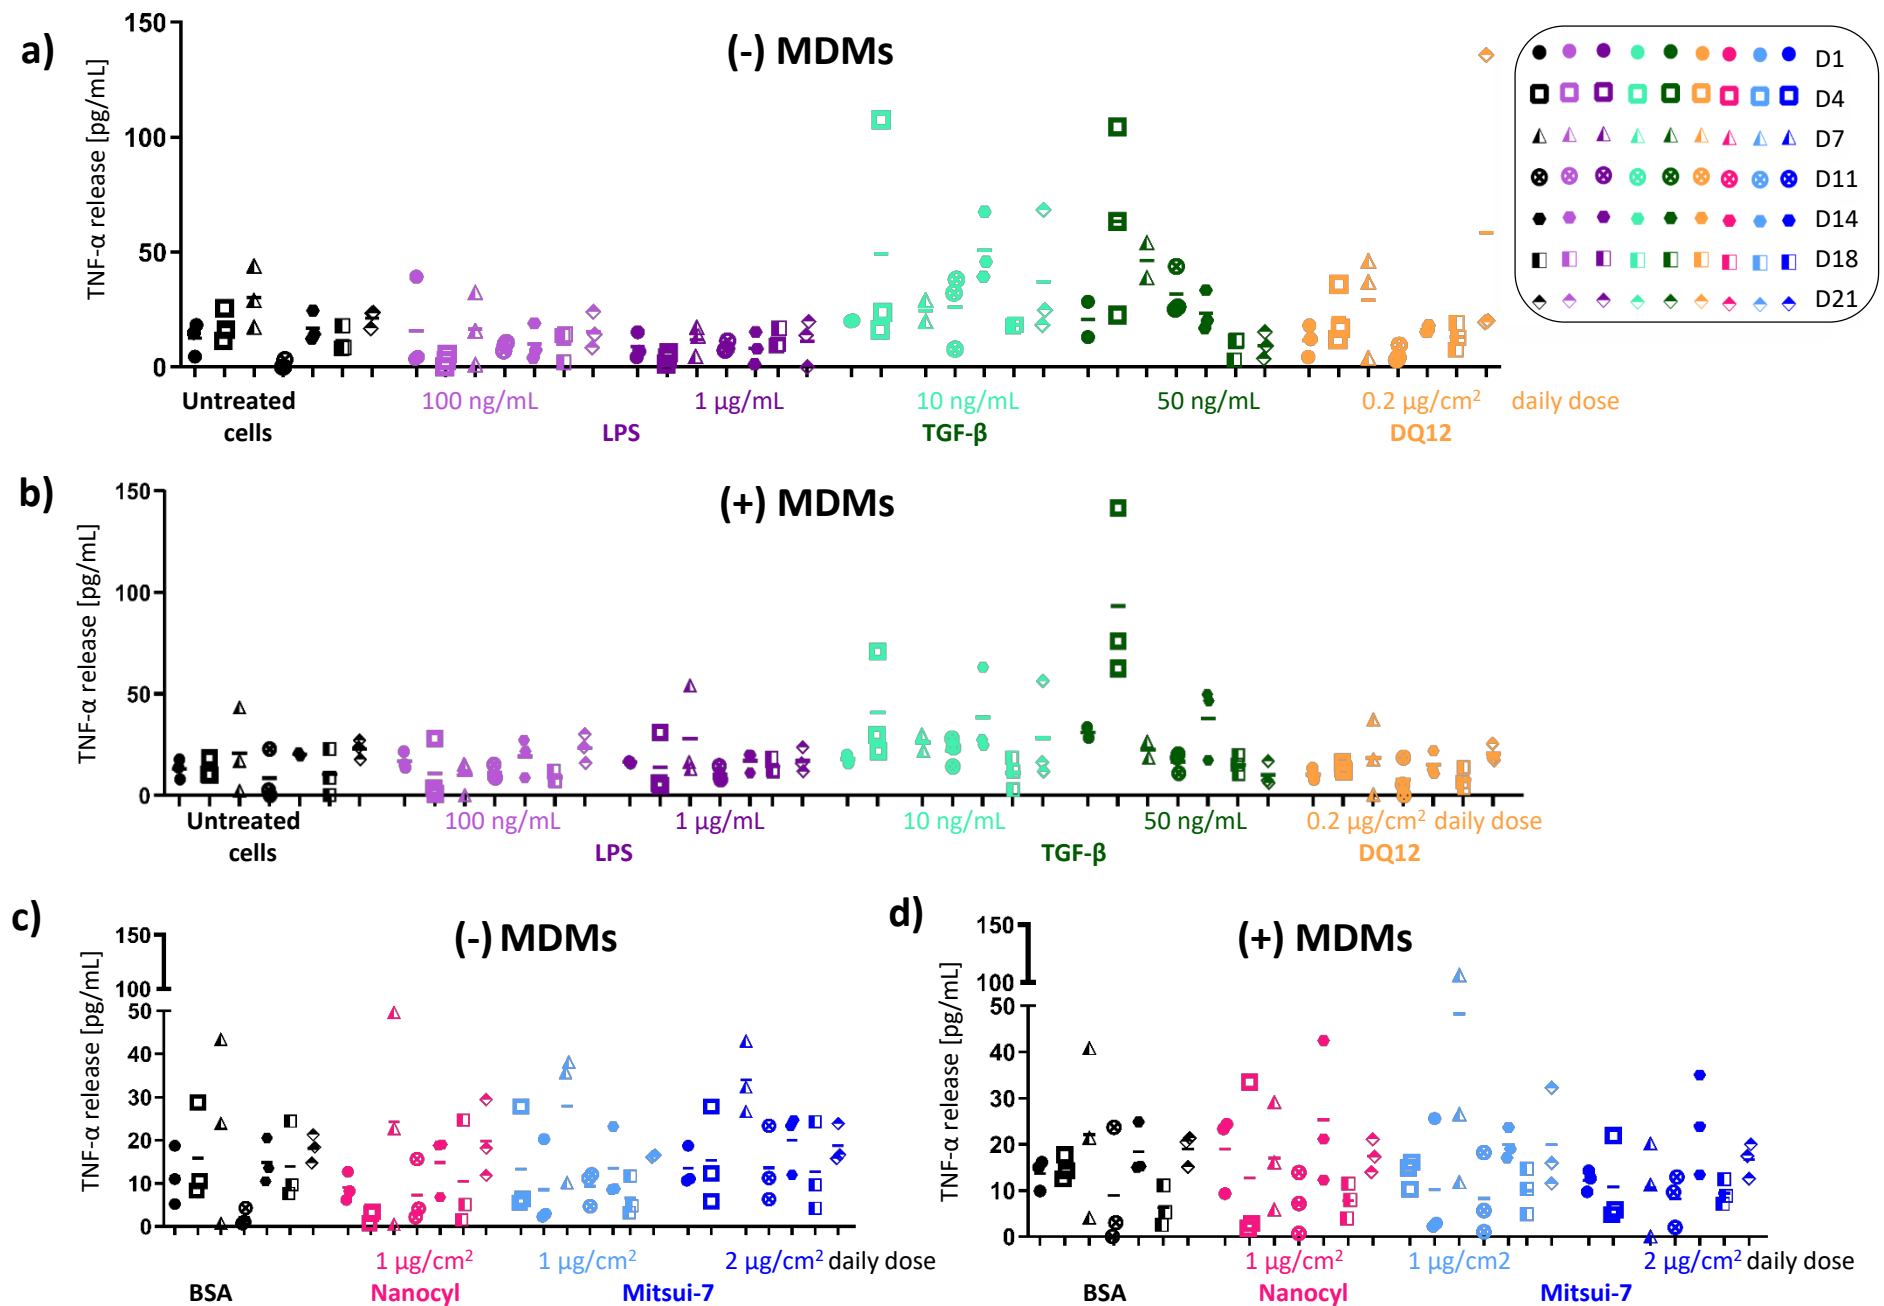 a)
(-) MDMs
TNF-α release [pg/mL]
150
100
50
0
D1
D4
D7
D11
D14
D18
D21
Untreated
cells
100 ng/mL
1 µg/mL
LPS
10 ng/mL
50 ng/mL
TGF-β
0.2 µg/cm² daily dose
DQ12
b)
(+) MDMs
TNF-α release [pg/mL]
150
100
50
0
Untreated
cells
100 ng/mL
1 µg/mL
LPS
10 ng/mL
50 ng/mL
TGF-β
0.2 µg/cm² daily dose
DQ12
c)
(-) MDMs
TNF-α release [pg/mL]
150
100
50
40
30
20
10
0
1 µg/cm²
1 µg/cm²
2 µg/cm² daily dose
BSA
Nanocyl
Mitsui-7
d)
(+) MDMs
TNF-α release [pg/mL]
150
100
50
40
30
20
10
0
1 µg/cm²
1 µg/cm2
2 µg/cm² daily dose
BSA
Nanocyl
Mitsui-7